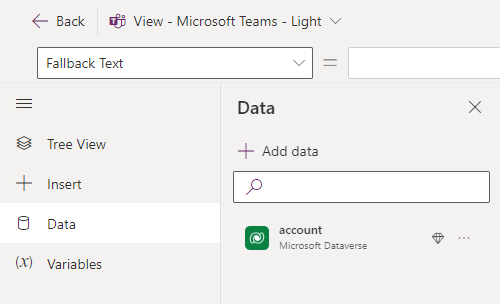 Back View - Microsoft Teams - Light
Fallback Text =
Data
Tree View
Add data
Insert
Data
account
Microsoft Dataverse
(x) Variables